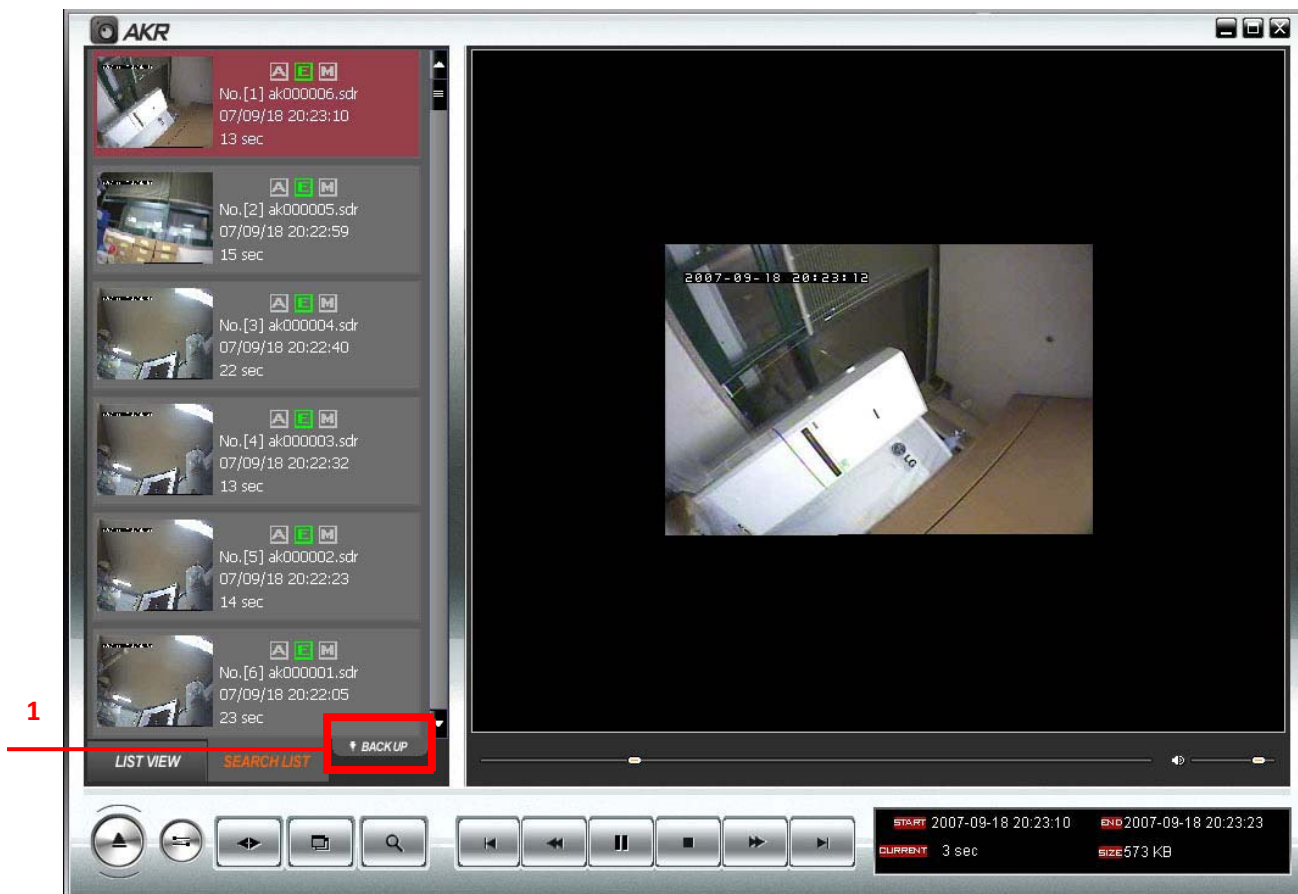 AKR
A E M
No.[1] ak000006.sdr
07/09/18 20:23:10
13 sec
A E M
No.[2] ak000005.sdr
07/09/18 20:22:59
15 sec
A E M
No.[3] ak000004.sdr
07/09/18 20:22:40
22 sec
A E M
No.[4] ak000003.sdr
07/09/18 20:22:32
13 sec
A E M
No.[5] ak000002.sdr
07/09/18 20:22:23
14 sec
A E M
No.[6] ak000001.sdr
07/09/18 20:22:05
23 sec
1
BACKUP
LIST VIEW
SEARCH LIST
2007-09-18 20:23:12
LG
START 2007-09-18 20:23:10
END 2007-09-18 20:23:23
CURRENT 3 sec
SIZE 573 KB